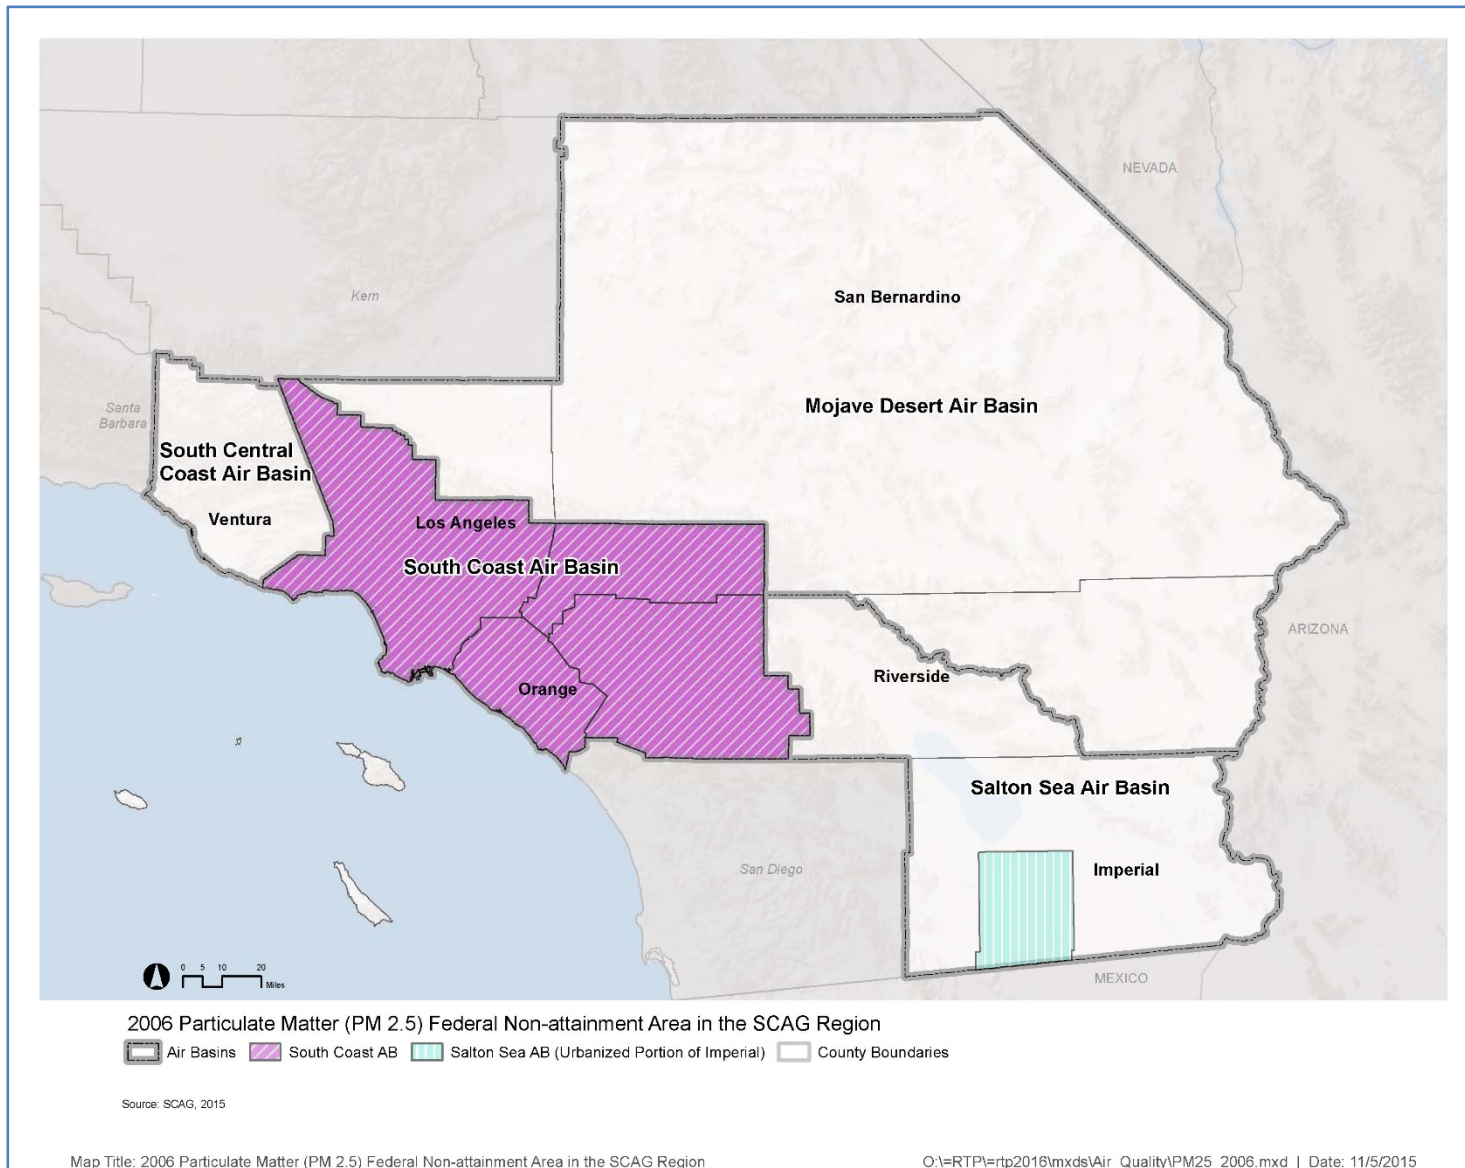 NEVADA
Kern
San Bernardino
Mojave Desert Air Basin
Santa
Barbara
South Central
Coast Air Basin
Ventura
Los Angeles
South Coast Air Basin
ARIZONA
Riverside
Orange
Salton Sea Air Basin
San Diego
Imperial
MEXICO
0 5 10 20
Miles
2006 Particulate Matter (PM 2.5) Federal Non-attainment Area in the SCAG Region
Air Basins South Coast AB Salton Sea AB (Urbanized Portion of Imperial) County Boundaries
Source: SCAG, 2015
Map Title: 2006 Particulate Matter (PM 2.5) Federal Non-attainment Area in the SCAG Region O:\=RTP\=rtp2016\mxds\Air_Quality\PM25_2006.mxd | Date: 11/5/2015